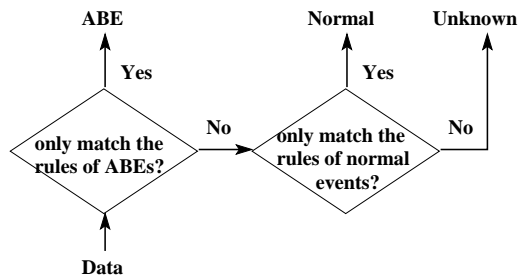 ABE
Normal
Unknown
Yes
Yes
No
No
only match the
rules of ABEs?
only match the
rules of normal
events?
Data